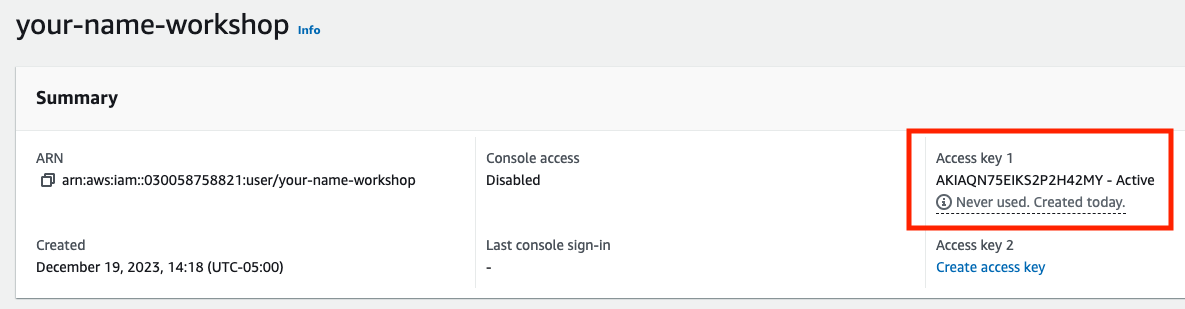 your-name-workshop Info
Summary
ARN
arn:aws:iam::030058758821:user/your-name-workshop
Console access
Disabled
Access key 1
AKIAQN75EIKS2P2H42MY - Active
Never used. Created today.
Created
December 19, 2023, 14:18 (UTC-05:00)
Last console sign-in
-
Access key 2
Create access key